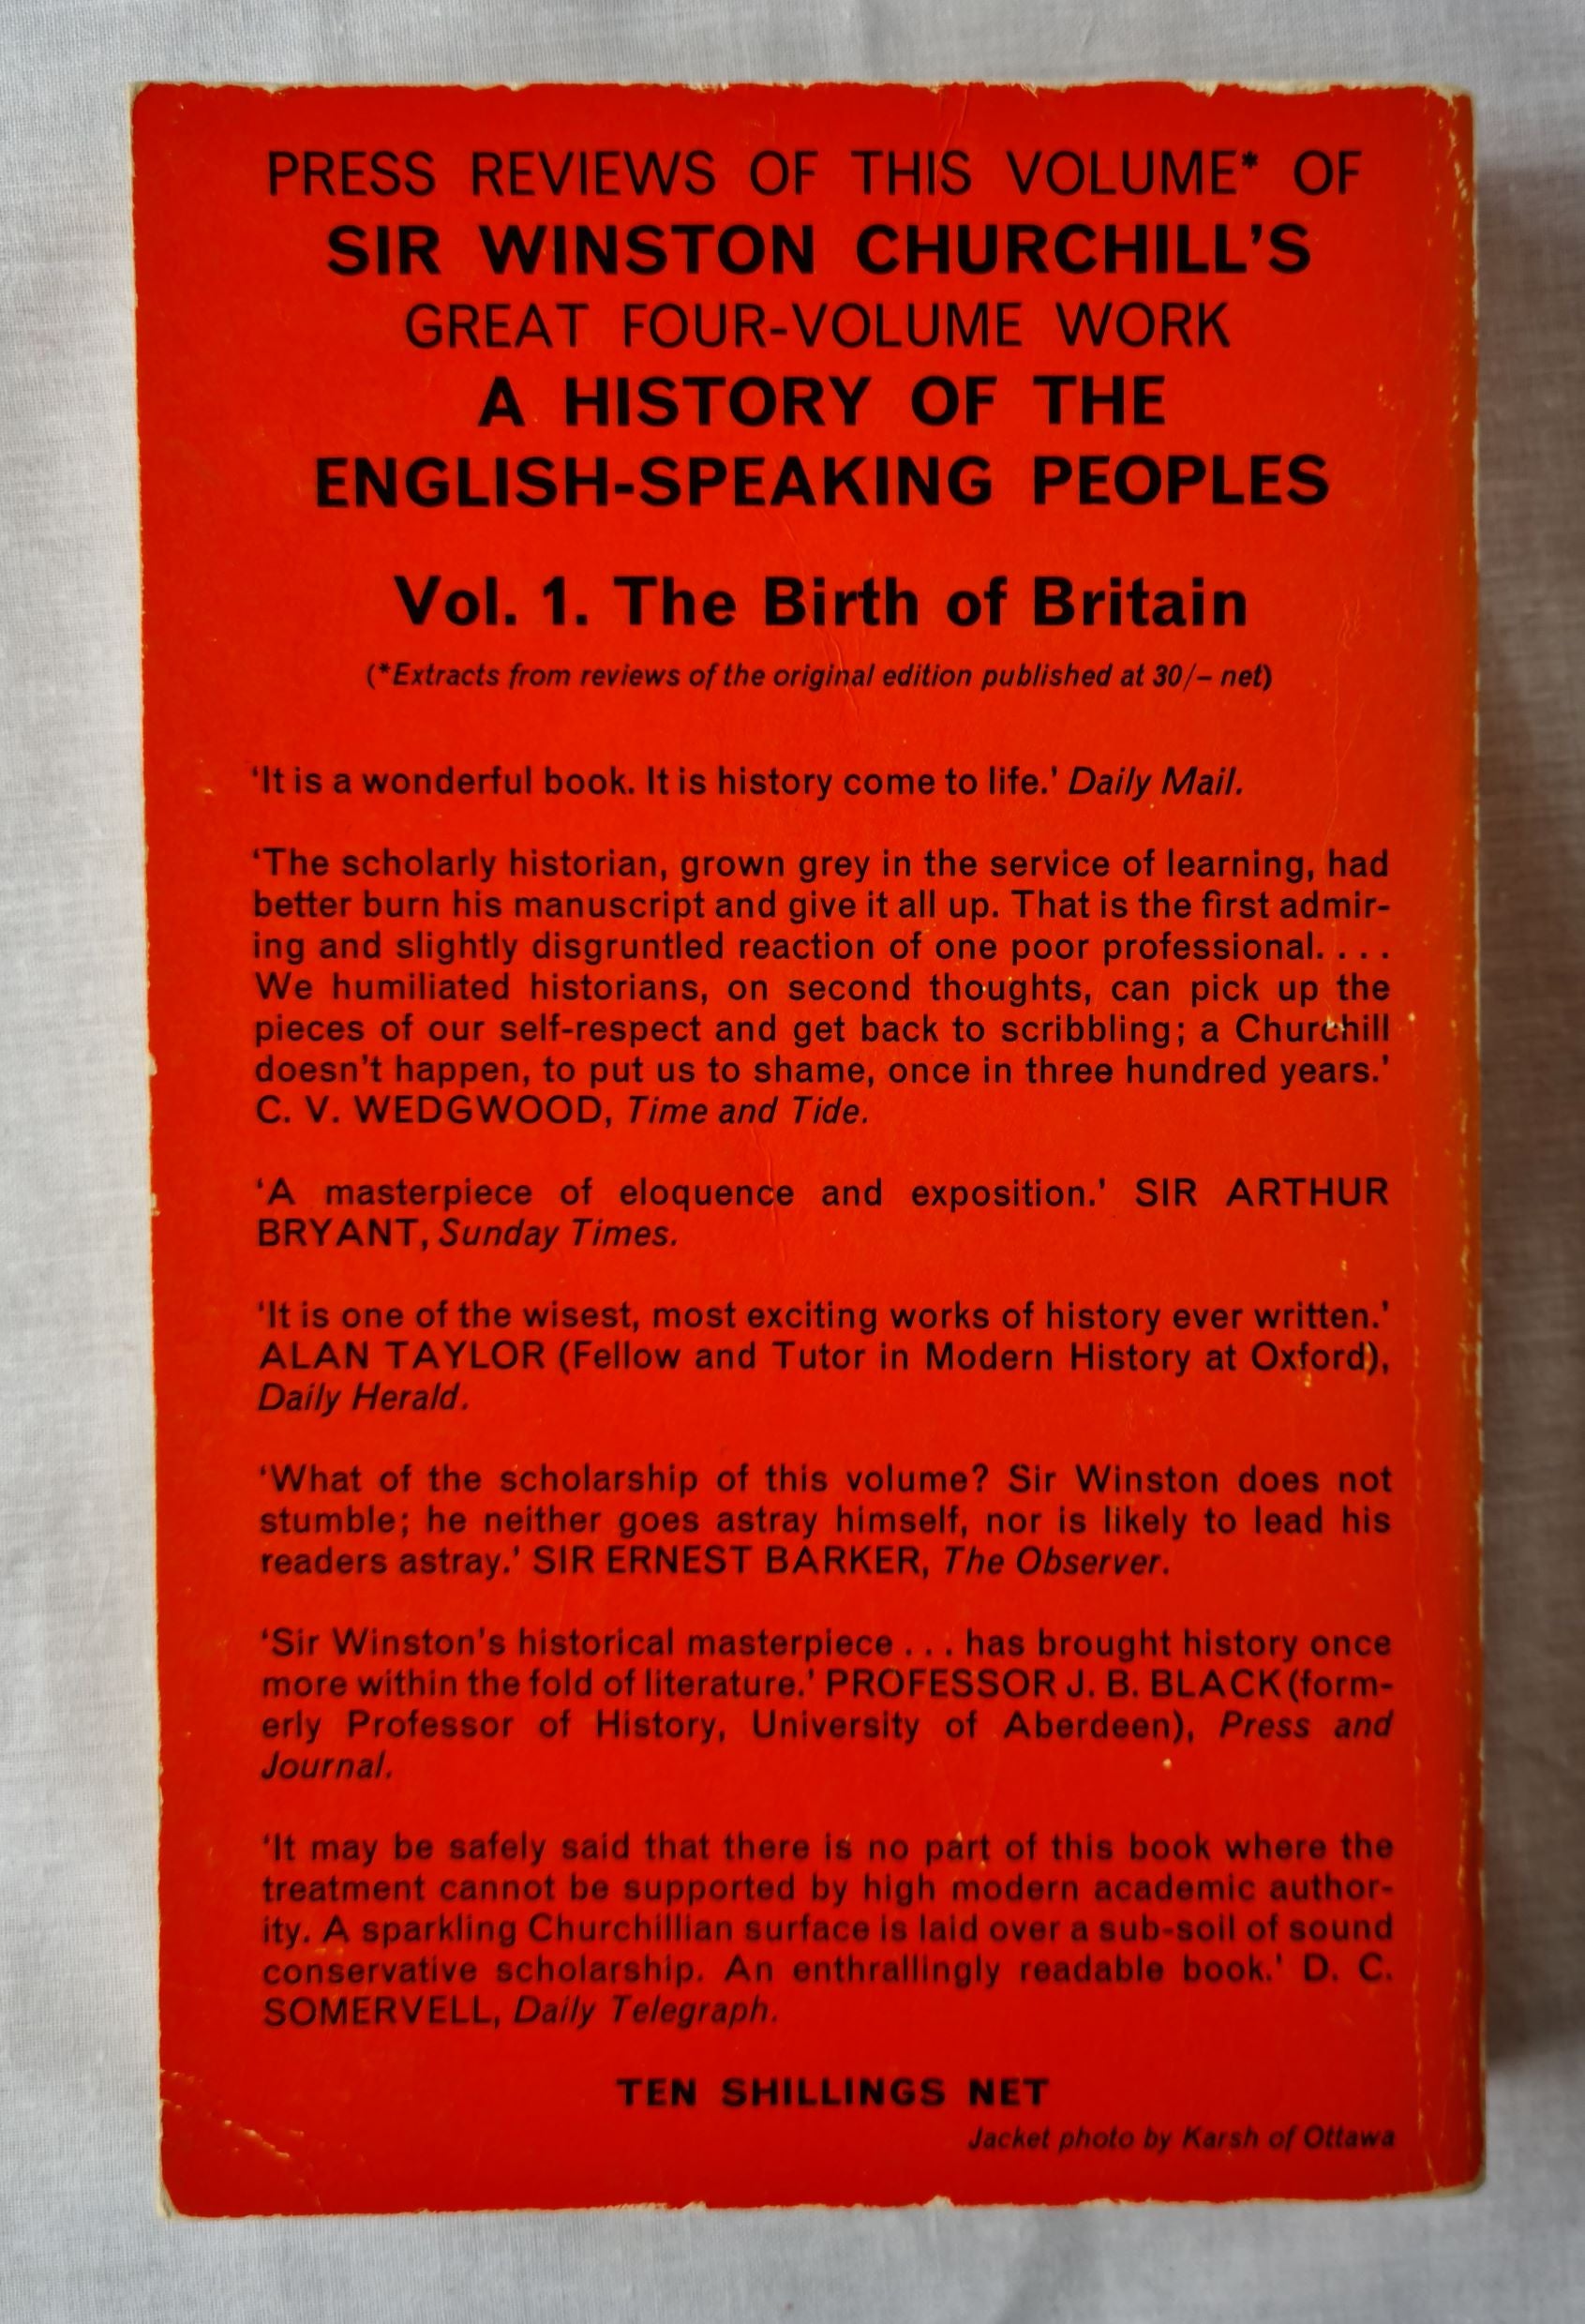 PRESS REVIEWS OF THIS VOLUME* OF
SIR WINSTON CHURCHILL'S
GREAT FOUR-VOLUME WORK
A HISTORY OF THE
ENGLISH-SPEAKING PEOPLES
Vol. 1. The Birth of Britain
(*Extracts from reviews of the original edition published at 30/– net)
‘It is a wonderful book. It is history come to life.’ Daily Mail.
‘The scholarly historian, grown grey in the service of learning, had
better burn his manuscript and give it all up. That is the first admir-
ing and slightly disgruntled reaction of one poor professional. . . .
We humiliated historians, on second thoughts, can pick up the
pieces of our self-respect and get back to scribbling; a Churchill
doesn't happen, to put us to shame, once in three hundred years.’
C. V. WEDGWOOD, Time and Tide.
‘A masterpiece of eloquence and exposition.’ SIR ARTHUR
BRYANT, Sunday Times.
‘It is one of the wisest, most exciting works of history ever written.’
ALAN TAYLOR (Fellow and Tutor in Modern History at Oxford),
Daily Herald.
‘What of the scholarship of this volume? Sir Winston does not
stumble; he neither goes astray himself, nor is likely to lead his
readers astray.’ SIR ERNEST BARKER, The Observer.
‘Sir Winston's historical masterpiece . . . has brought history once
more within the fold of literature.’ PROFESSOR J. B. BLACK (form-
erly Professor of History, University of Aberdeen), Press and
Journal.
‘It may be safely said that there is no part of this book where the
treatment cannot be supported by high modern academic author-
ity. A sparkling Churchillian surface is laid over a sub-soil of sound
conservative scholarship. An enthrallingly readable book.’ D. C.
SOMERVELL, Daily Telegraph.
TEN SHILLINGS NET
Jacket photo by Karsh of Ottawa